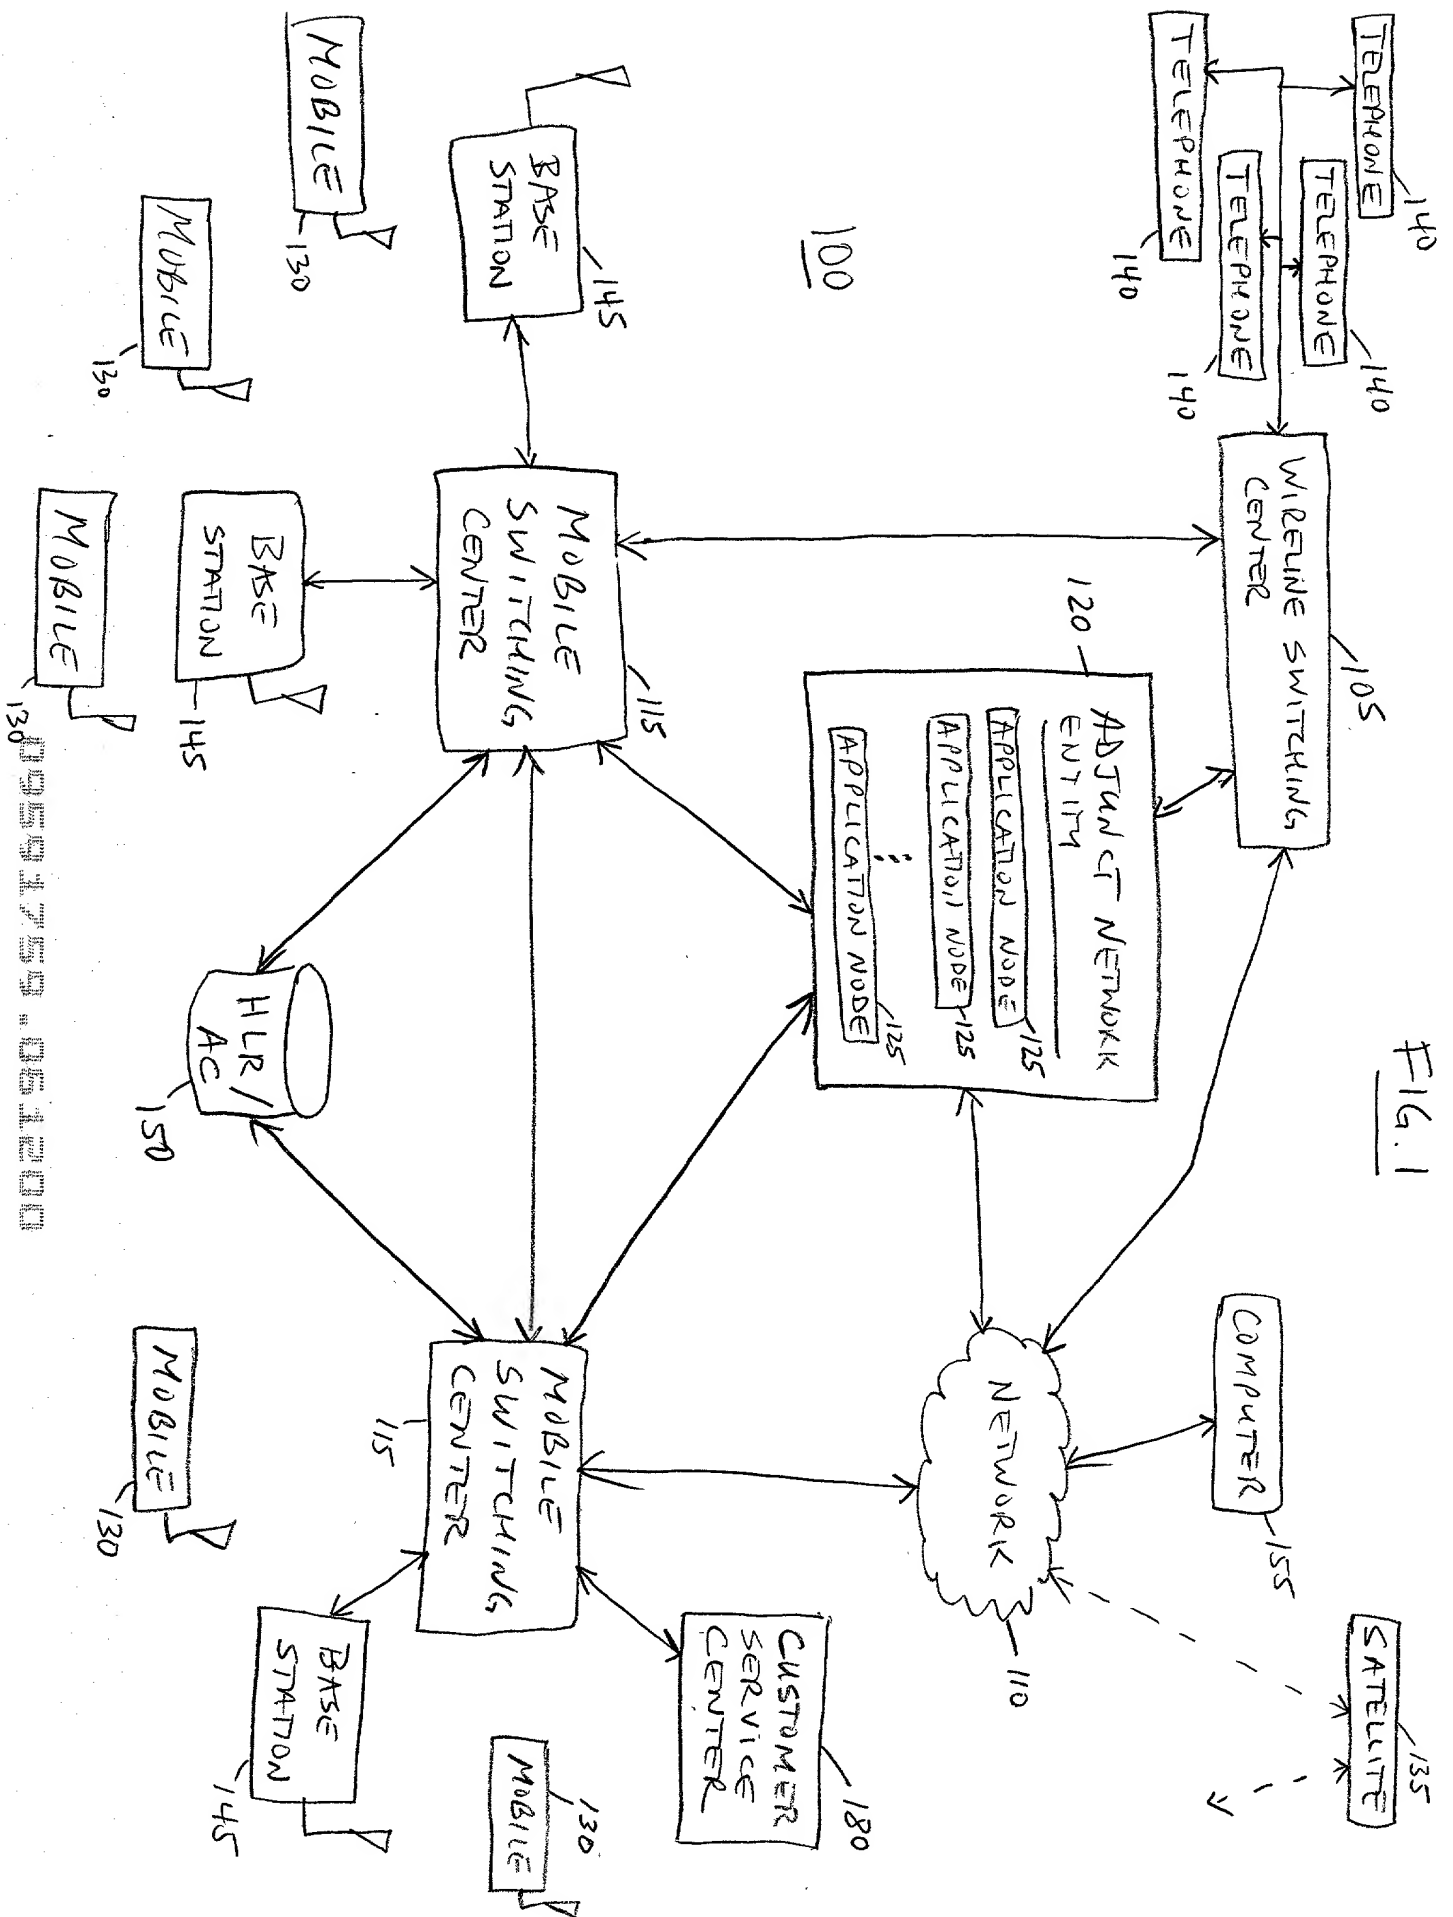 FIG. 1
TELEPHONE
140
TELEPHONE
140
TELEPHONE
140
TELEPHONE
140
WIRELINE SWITCHING
CENTER
105
COMPUTER
155
SATELLITE
135
100
120
ADJUNCT NETWORK
ENTITY
APPLICATION NODE
125
APPLICATION NODE
125
⋮
APPLICATION NODE
125
NETWORK
110
BASE
STATION
145
MOBILE
SWITCHING
CENTER
115
MOBILE
SWITCHING
CENTER
115
CUSTOMER
SERVICE
CENTER
180
MOBILE
130
MOBILE
130
BASE
STATION
145
MOBILE
130
HLR/
AC
150
MOBILE
130
BASE
STATION
145
MOBILE
130
09591759.061200